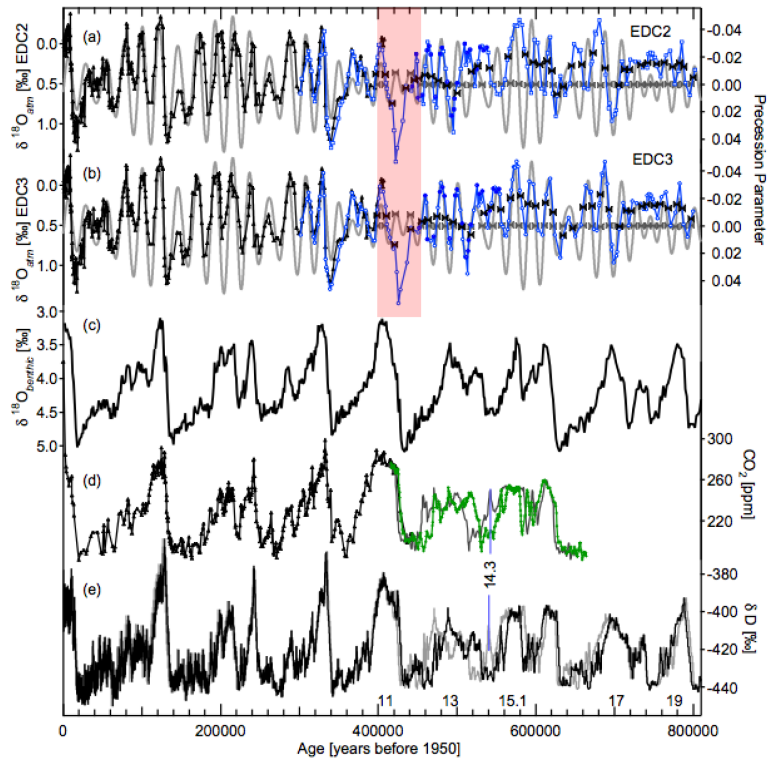 EDC2
(a)
δ 18Oatm [‰] EDC2
0.0
0.5
1.0
-0.04
-0.02
0.00
0.02
0.04
Precession Parameter
EDC3
(b)
δ 18Oatm [‰] EDC3
0.0
0.5
1.0
-0.04
-0.02
0.00
0.02
0.04
(c)
δ 18Obenthic [‰]
3.0
3.5
4.0
4.5
5.0
(d)
300
260
220
CO2 [ppm]
14.3
(e)
-380
-400
-420
-440
δ D [‰]
11
13
15.1
17
19
0
200000
400000
600000
800000
Age [years before 1950]